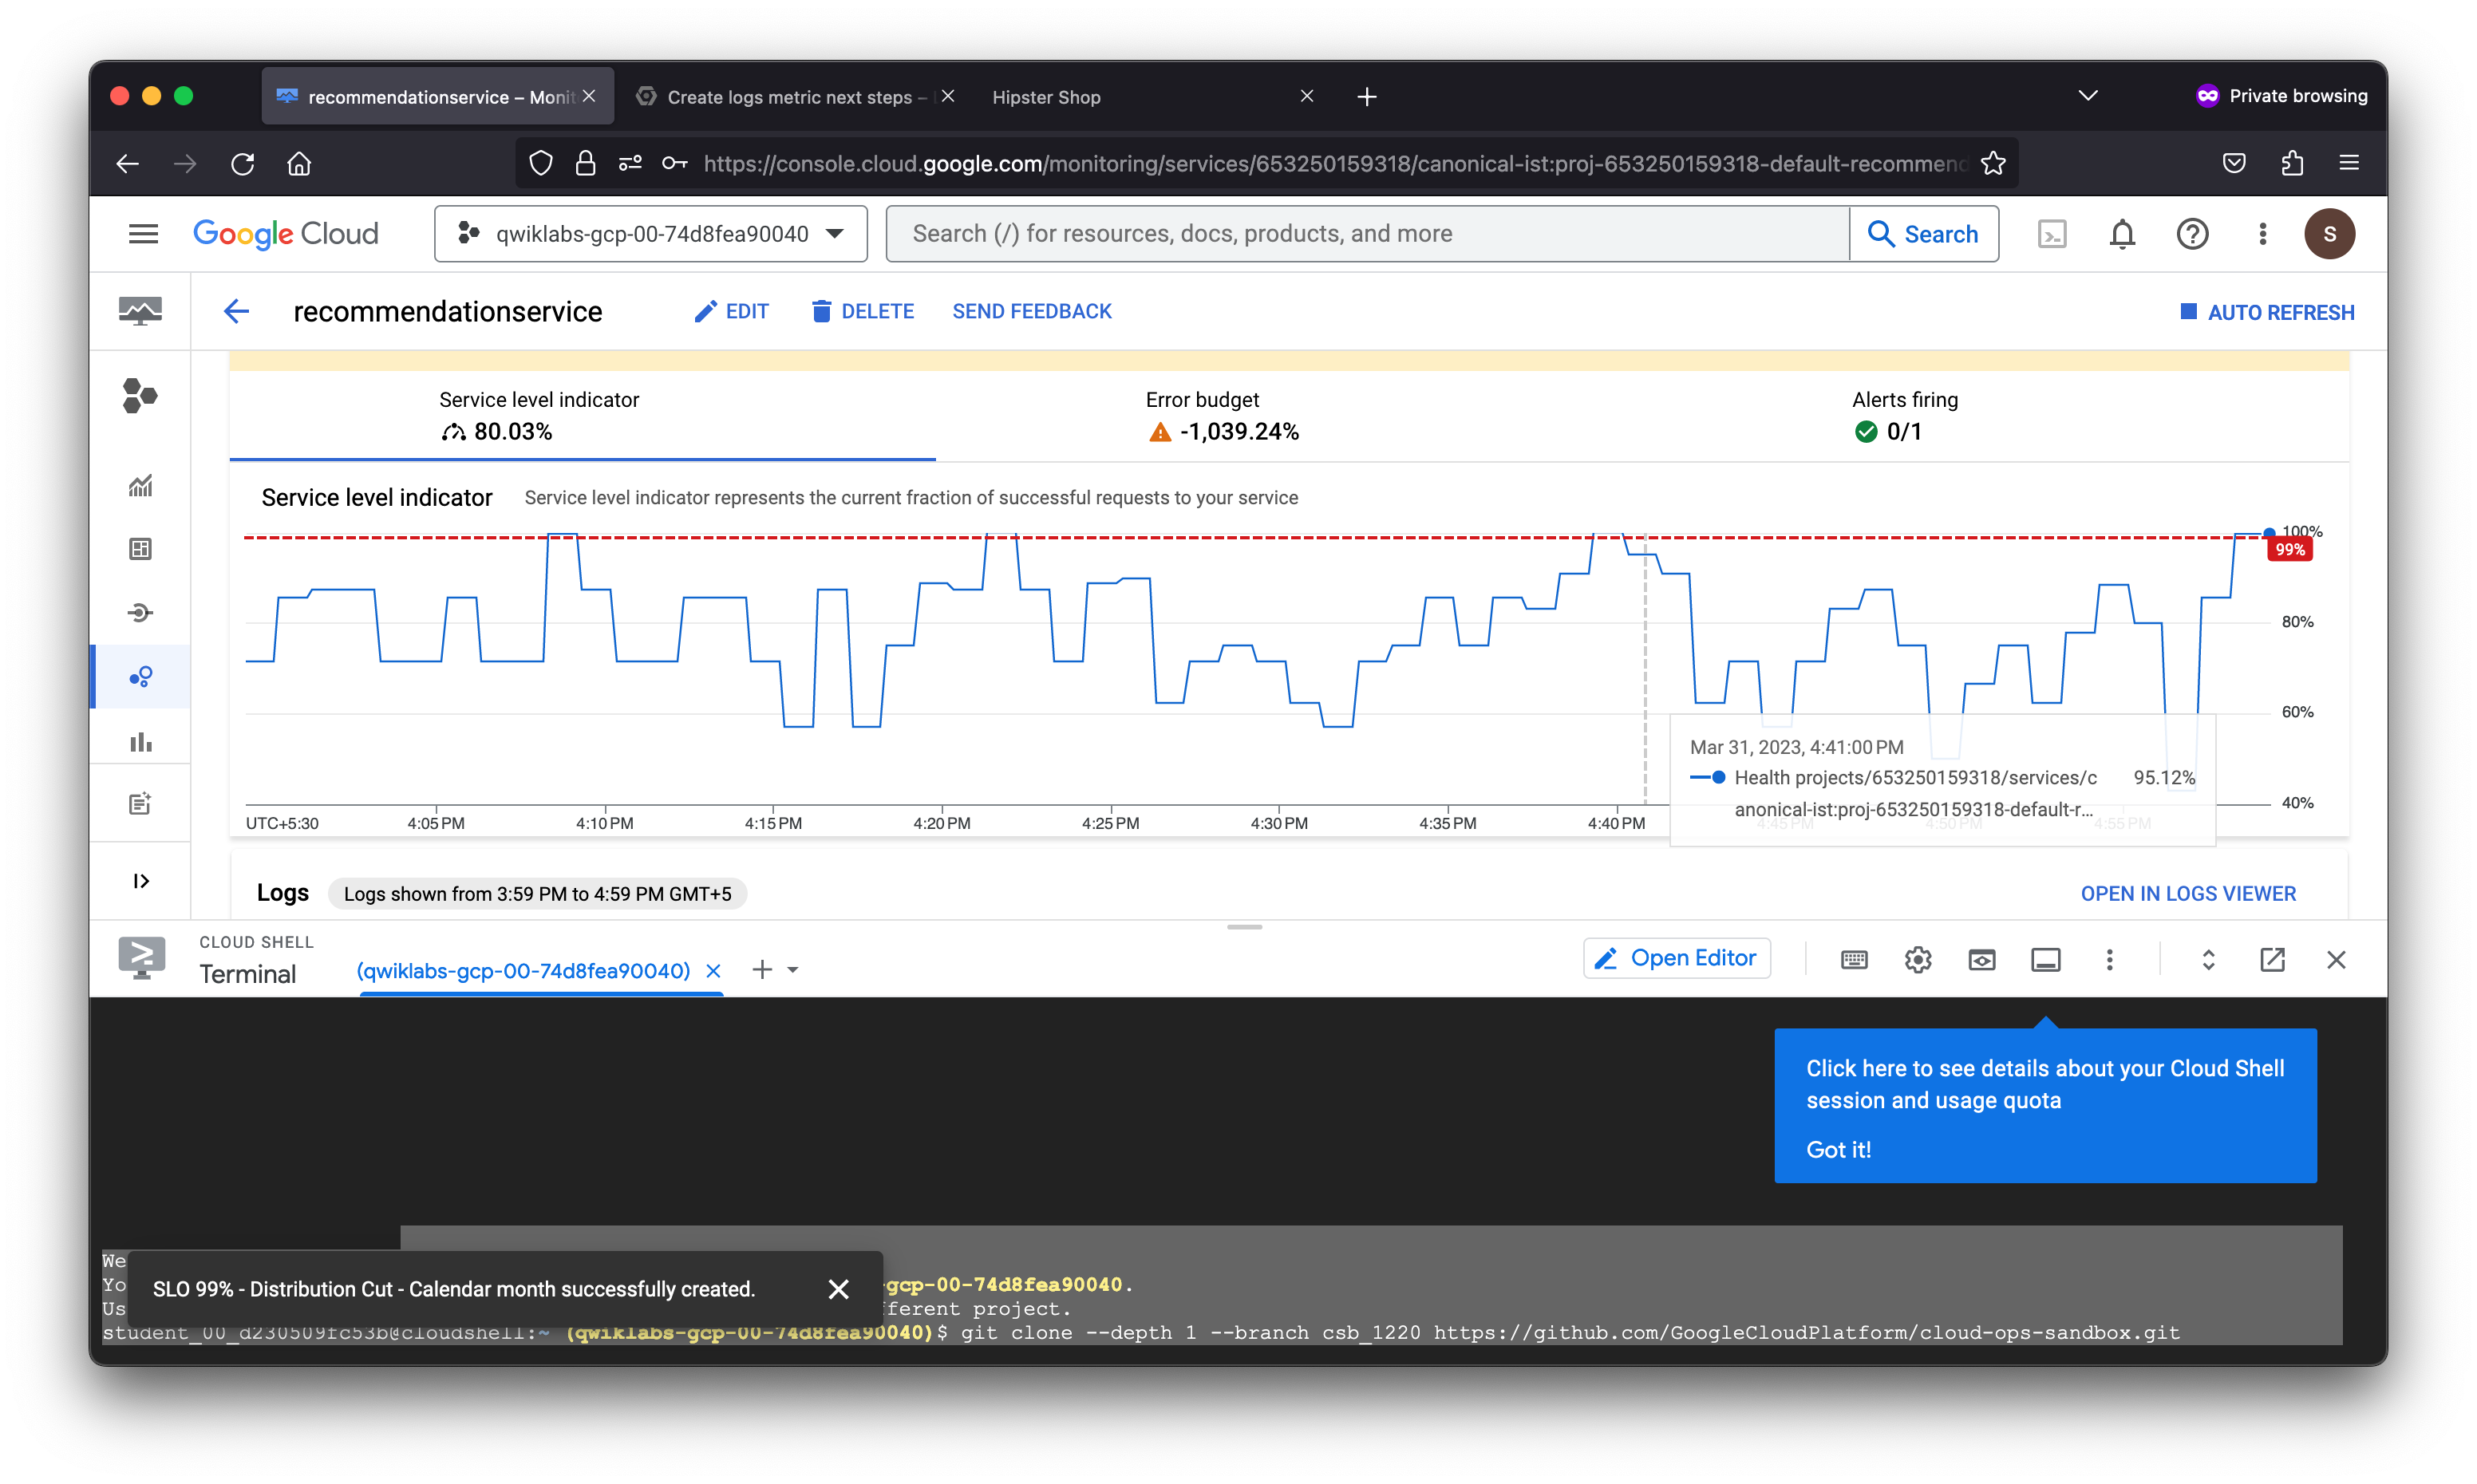 recommendationservice – Monit
Create logs metric next steps –
Hipster Shop
Private browsing
https://console.cloud.google.com/monitoring/services/653250159318/canonical-ist:proj-653250159318-default-recommend
Google Cloud
qwiklabs-gcp-00-74d8fea90040
Search (/) for resources, docs, products, and more
Search
S
recommendationservice
EDIT
DELETE
SEND FEEDBACK
AUTO REFRESH
Service level indicator
80.03%
Error budget
-1,039.24%
Alerts firing
0/1
Service level indicator
Service level indicator represents the current fraction of successful requests to your service
100%
99%
80%
60%
40%
Mar 31, 2023, 4:41:00 PM
Health projects/653250159318/services/c 95.12%
anonical-ist:proj-653250159318-default-r...
UTC+5:30 4:05 PM 4:10 PM 4:15 PM 4:20 PM 4:25 PM 4:30 PM 4:35 PM 4:40 PM 4:45 PM 4:50 PM 4:55 PM
Logs
Logs shown from 3:59 PM to 4:59 PM GMT+5
OPEN IN LOGS VIEWER
CLOUD SHELL
Terminal
(qwiklabs-gcp-00-74d8fea90040)
Open Editor
Click here to see details about your Cloud Shell
session and usage quota
Got it!
We
Yo -gcp-00-74d8fea90040.
SLO 99% - Distribution Cut - Calendar month successfully created.
Us fferent project.
student_00_d230509fc53b@cloudshell:~ (qwiklabs-gcp-00-74d8fea90040)$ git clone --depth 1 --branch csb_1220 https://github.com/GoogleCloudPlatform/cloud-ops-sandbox.git